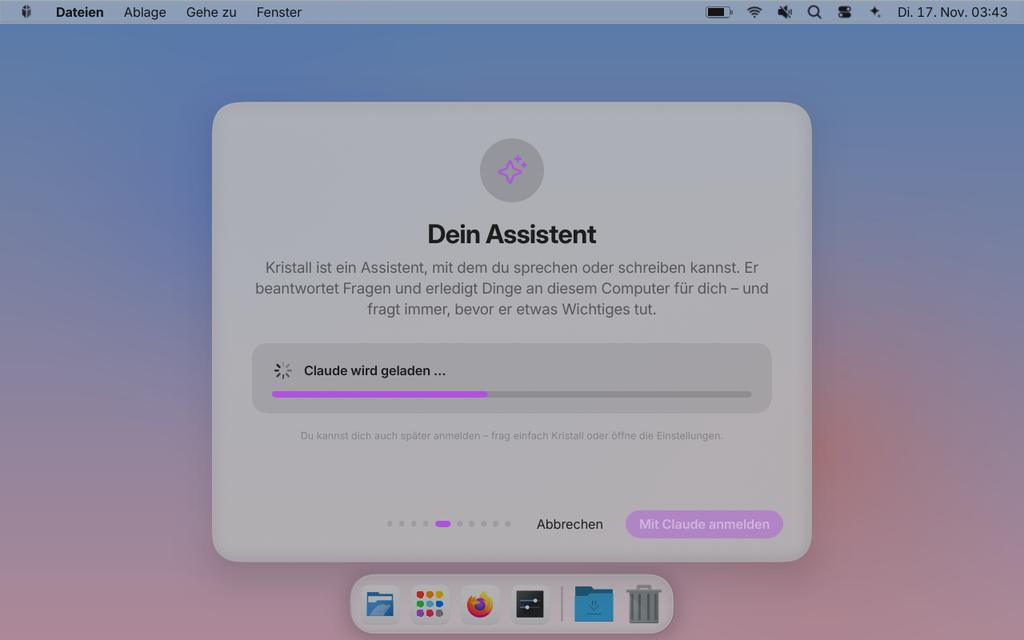 Dateien Ablage Gehe zu Fenster Di. 17. Nov. 03:43
Dein Assistent
Kristall ist ein Assistent, mit dem du sprechen oder schreiben kannst. Er
beantwortet Fragen und erledigt Dinge an diesem Computer für dich – und
fragt immer, bevor er etwas Wichtiges tut.
Claude wird geladen ...
Du kannst dich auch später anmelden – frag einfach Kristall oder öffne die Einstellungen.
Abbrechen Mit Claude anmelden